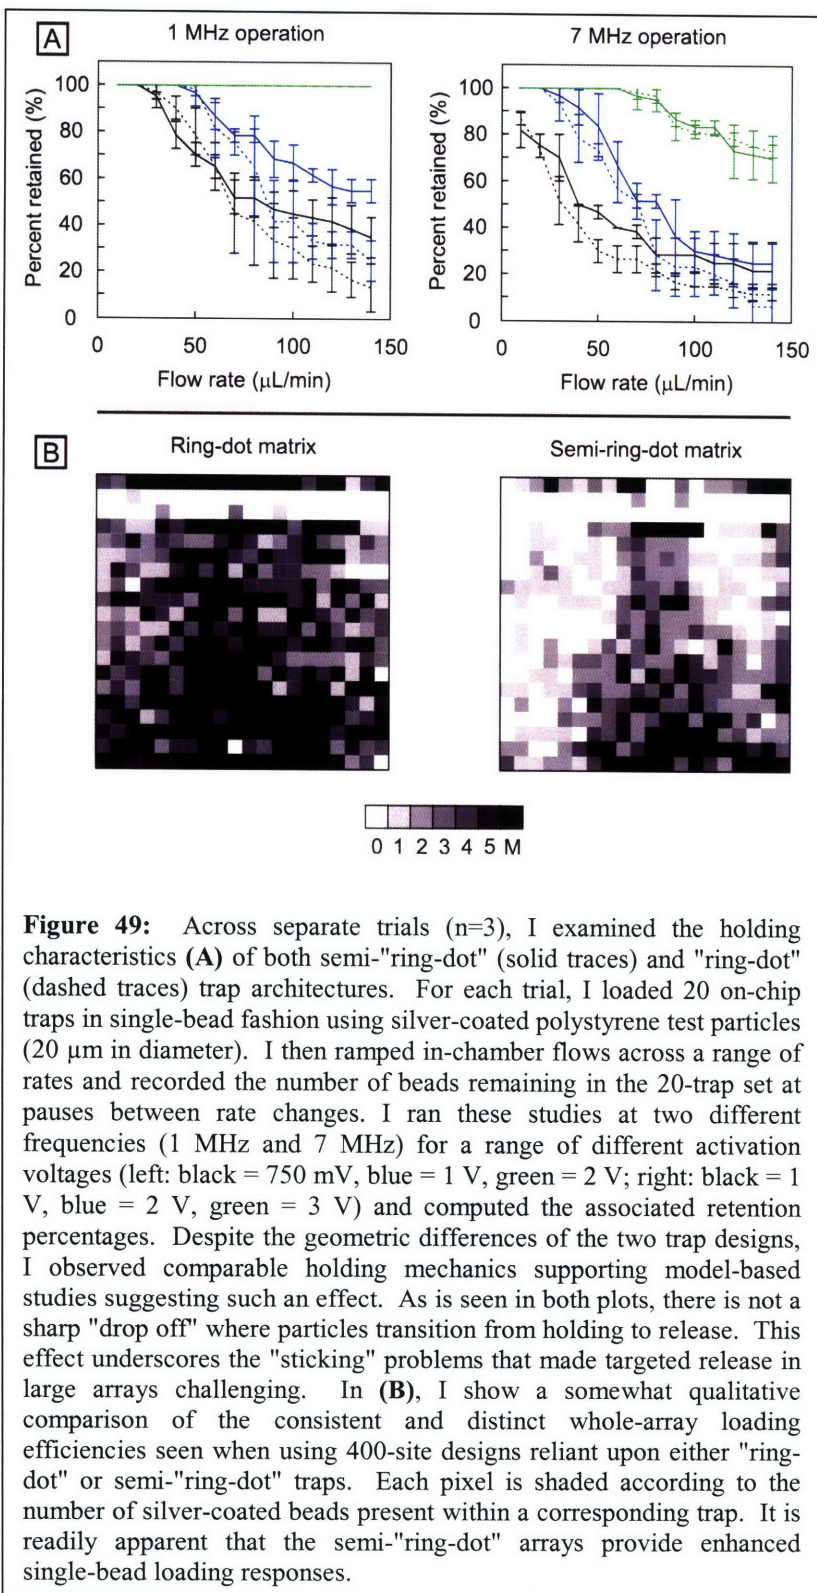 A
1 MHz operation
7 MHz operation
Percent retained (%)
100
80
60
40
20
0
0
50
100
150
Flow rate (µL/min)
Percent retained (%)
100
80
60
40
20
0
0
50
100
150
Flow rate (µL/min)
B
Ring-dot matrix
Semi-ring-dot matrix
0 1 2 3 4 5 M
Figure 49: Across separate trials (n=3), I examined the holding
characteristics (A) of both semi-"ring-dot" (solid traces) and "ring-dot"
(dashed traces) trap architectures. For each trial, I loaded 20 on-chip
traps in single-bead fashion using silver-coated polystyrene test particles
(20 µm in diameter). I then ramped in-chamber flows across a range of
rates and recorded the number of beads remaining in the 20-trap set at
pauses between rate changes. I ran these studies at two different
frequencies (1 MHz and 7 MHz) for a range of different activation
voltages (left: black = 750 mV, blue = 1 V, green = 2 V; right: black = 1
V, blue = 2 V, green = 3 V) and computed the associated retention
percentages. Despite the geometric differences of the two trap designs,
I observed comparable holding mechanics supporting model-based
studies suggesting such an effect. As is seen in both plots, there is not a
sharp "drop off" where particles transition from holding to release. This
effect underscores the "sticking" problems that made targeted release in
large arrays challenging. In (B), I show a somewhat qualitative
comparison of the consistent and distinct whole-array loading
efficiencies seen when using 400-site designs reliant upon either "ring-
dot" or semi-"ring-dot" traps. Each pixel is shaded according to the
number of silver-coated beads present within a corresponding trap. It is
readily apparent that the semi-"ring-dot" arrays provide enhanced
single-bead loading responses.